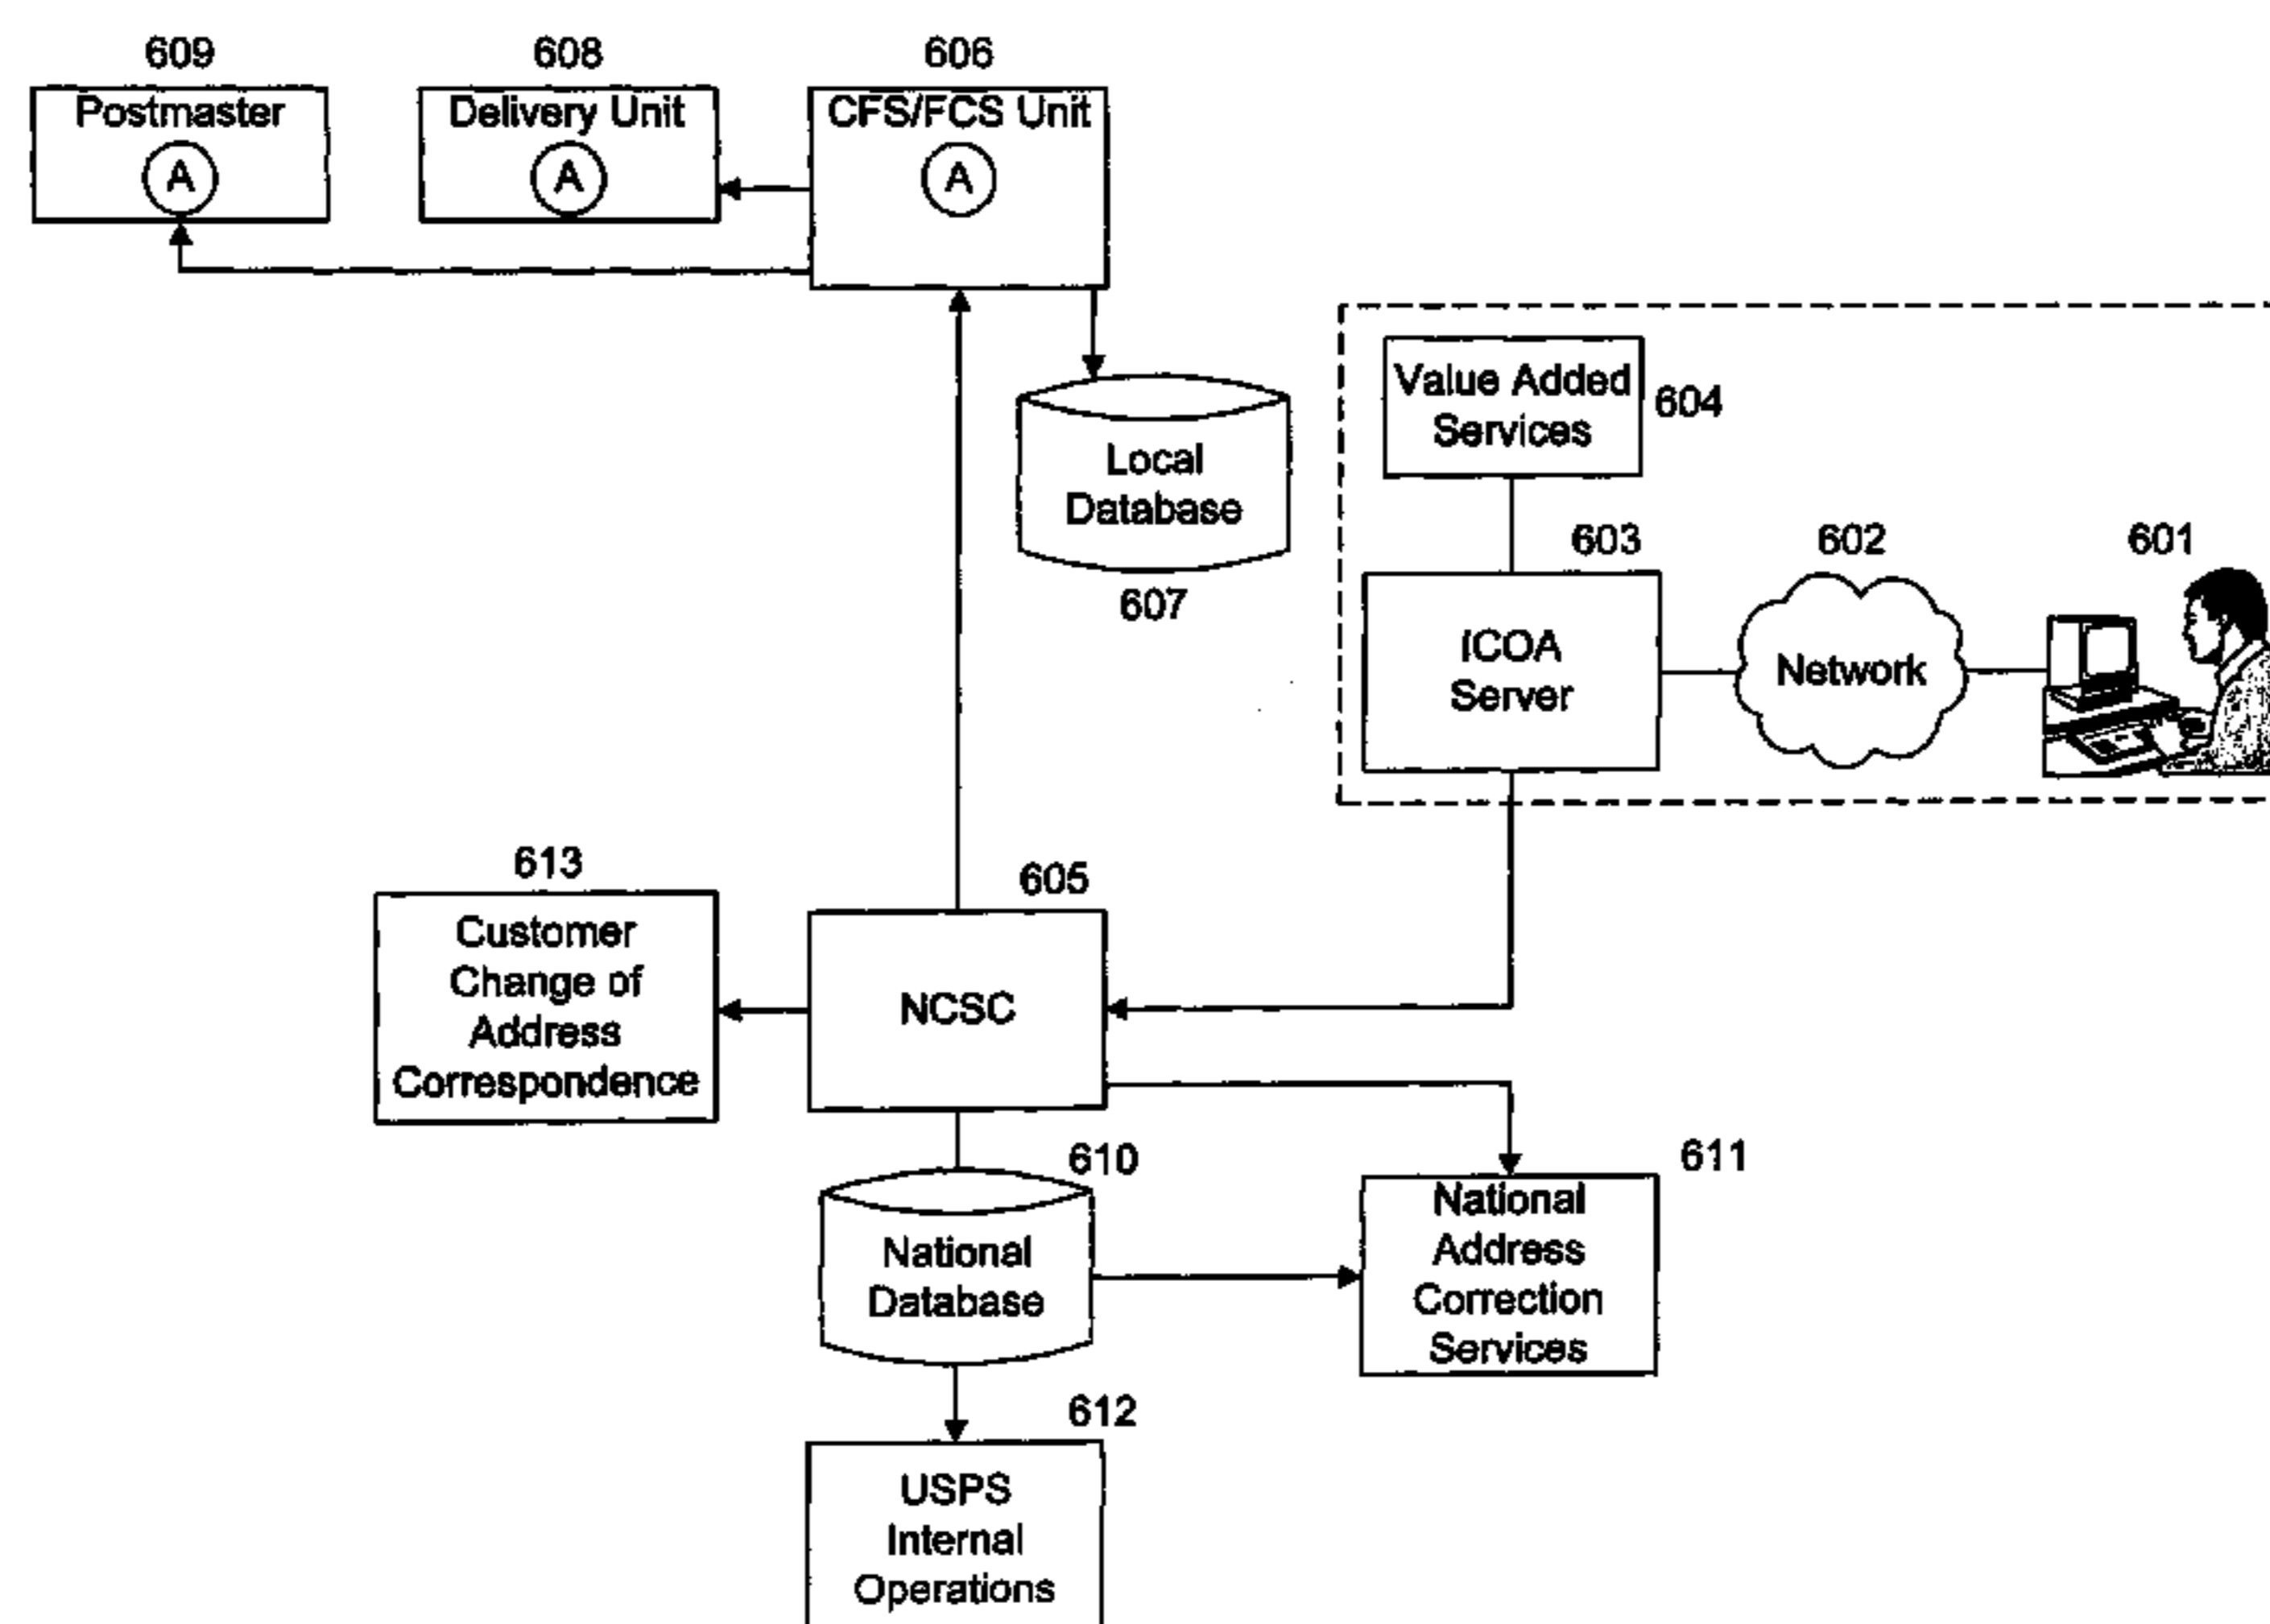 609
Postmaster
A
608
Delivery Unit
A
606
CFS/FCS Unit
A
Local
Database
607
Value Added
Services
604
603
ICOA
Server
602
Network
601
613
Customer
Change of
Address
Correspondence
605
NCSC
610
National
Database
611
National
Address
Correction
Services
612
USPS
Internal
Operations